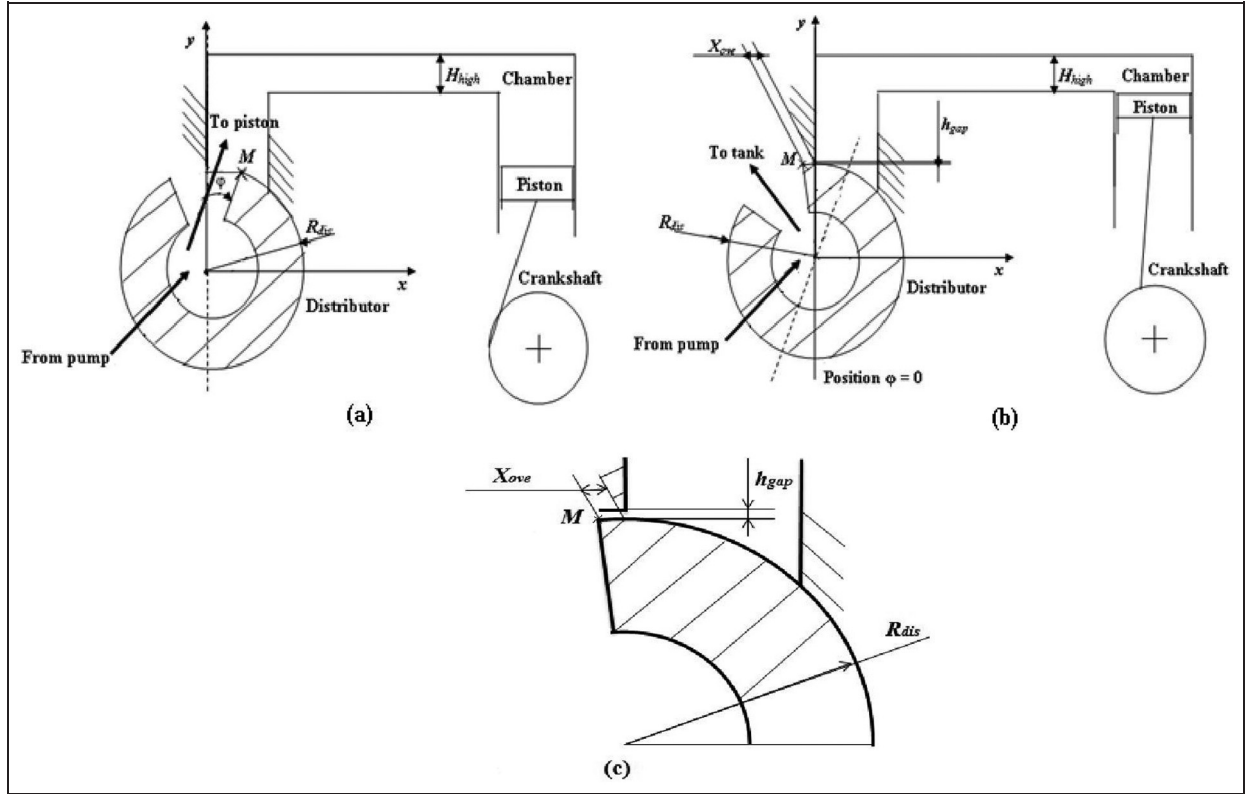 y
H_high
Chamber
To piston
M
φ
Piston
R_dis
x
Crankshaft
Distributor
From pump
(a)
y
X_ove
H_high
Chamber
Piston
h_gap
To tank
M
R_dis
x
Crankshaft
Distributor
From pump
Position φ = 0
(b)
X_ove
h_gap
M
R_dis
(c)